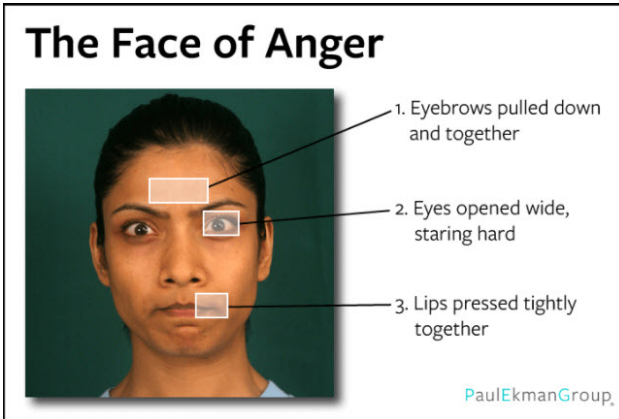 The Face of Anger
1. Eyebrows pulled down
and together
2. Eyes opened wide,
staring hard
3. Lips pressed tightly
together
PaulEkmanGroup